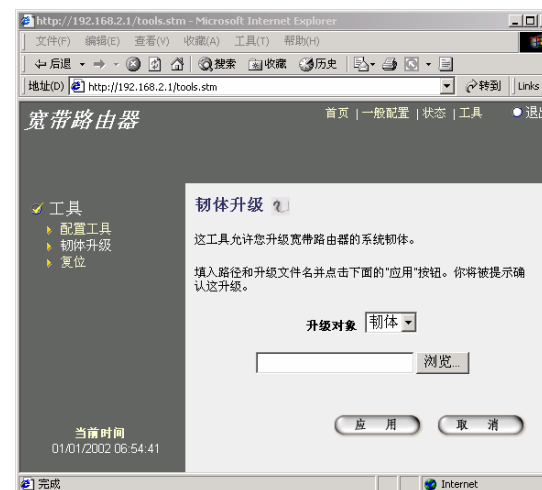 http://192.168.2.1/tools.stm - Microsoft Internet Explorer
文件(F) 编辑(E) 查看(V) 收藏(A) 工具(T) 帮助(H)
后退 搜索 收藏 历史
地址(D) http://192.168.2.1/tools.stm 转到 Links
宽带路由器
首页 | 一般配置 | 状态 | 工具 退出
工具
配置工具
韧体升级
复位
韧体升级
这工具允许您升级宽带路由器的系统韧体。
填入路径和升级文件名并点击下面的"应用"按钮。你将被提示确
认这升级。
升级对象 韧体
浏览...
应 用 取 消
当前时间
01/01/2002 06:54:41
完成 Internet